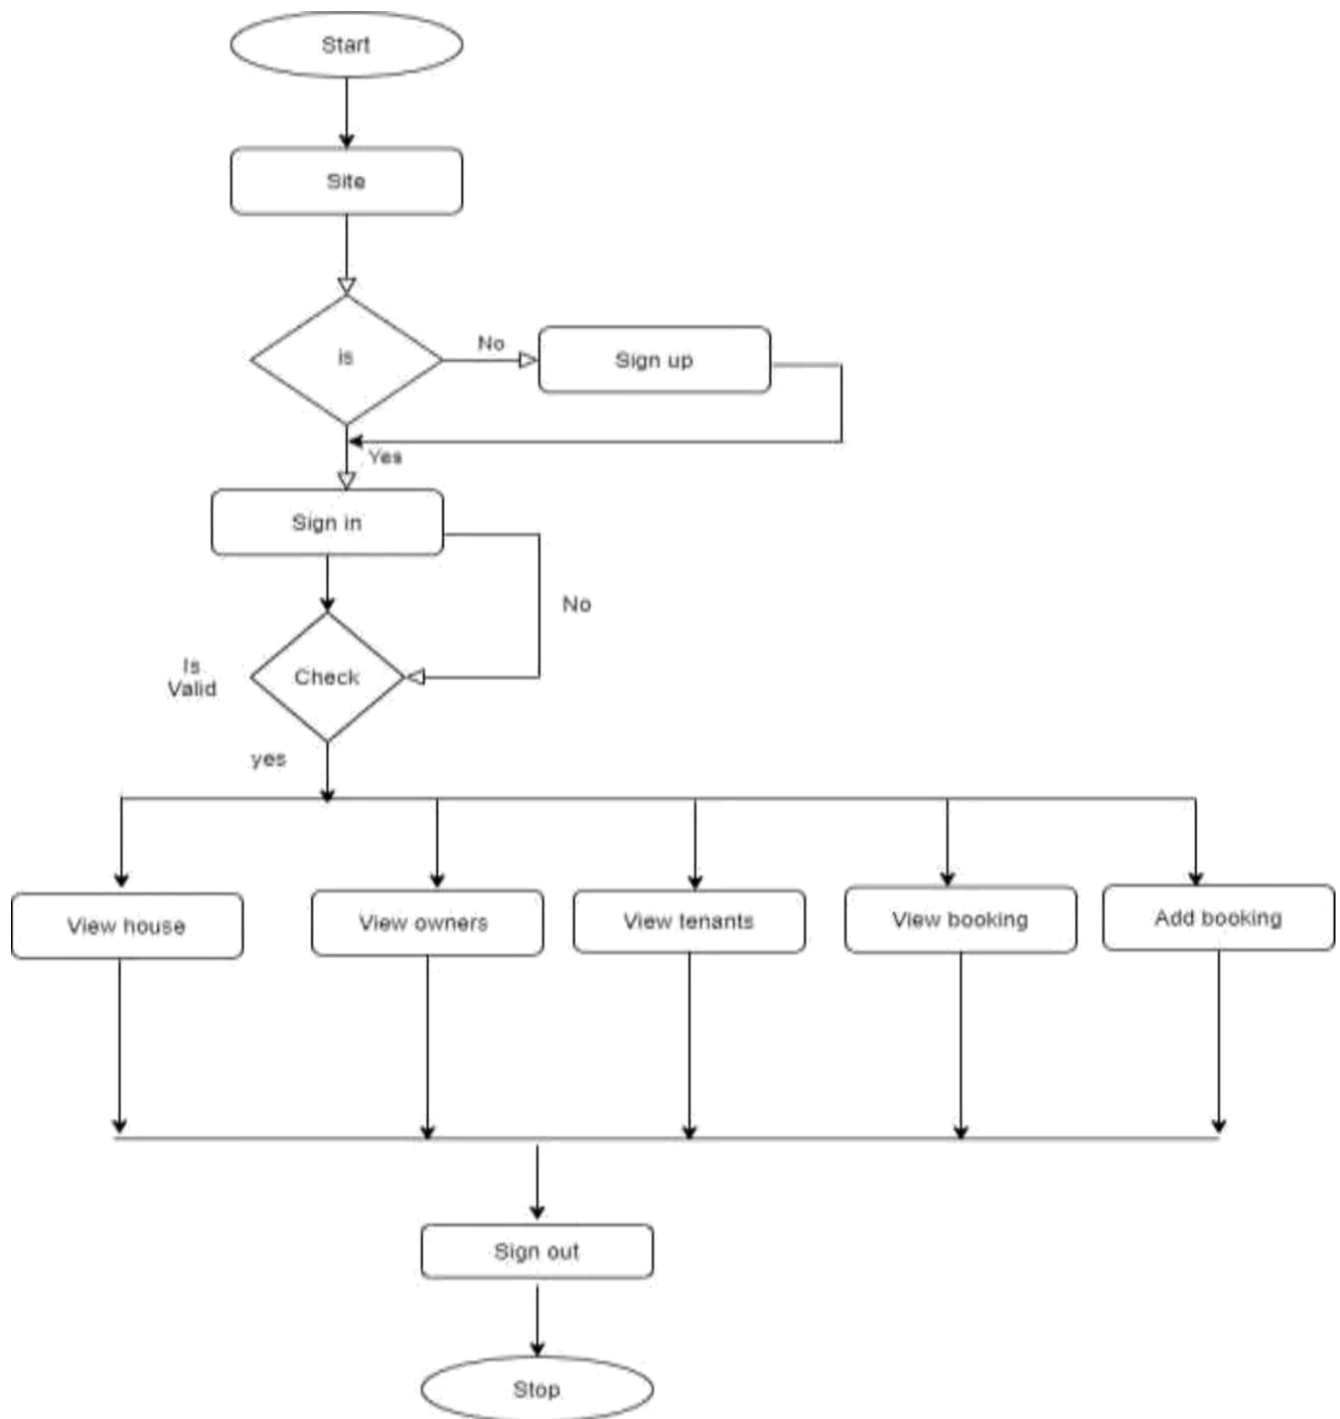 Start
Site
is
No
Sign up
Yes
Sign in
No
Is
Valid
Check
yes
View house
View owners
View tenants
View booking
Add booking
Sign out
Stop